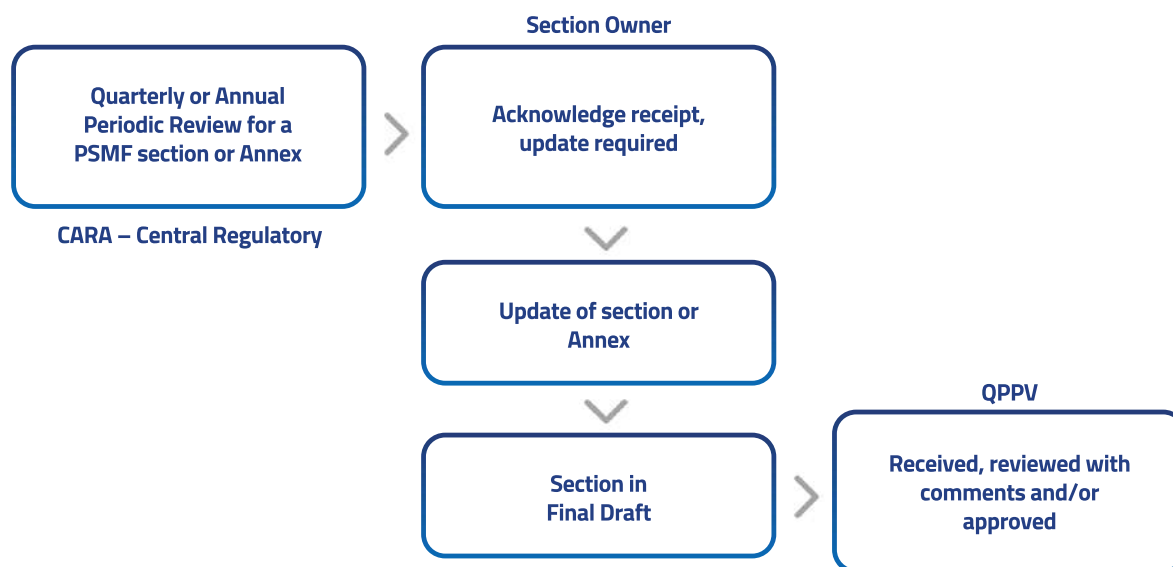 Section Owner
Quarterly or Annual
Periodic Review for a
PSMF section or Annex
Acknowledge receipt,
update required
CARA – Central Regulatory
Update of section or
Annex
QPPV
Section in
Final Draft
Received, reviewed with
comments and/or
approved